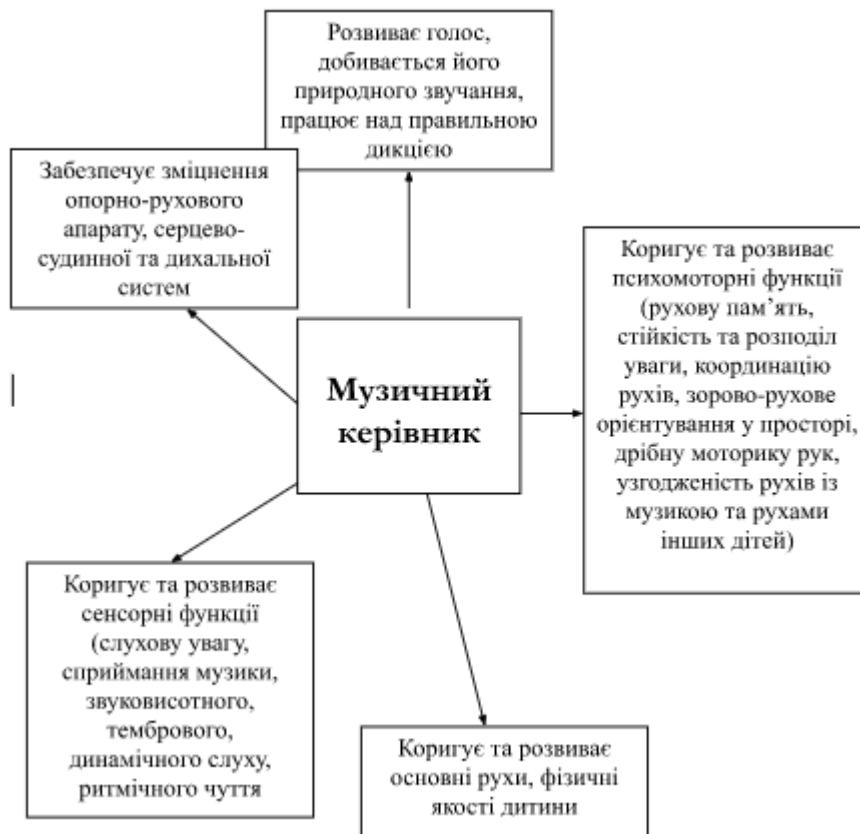 Розвиває голос,
добивається його
природного звучання,
працює над правильною
дикцією
Забезпечує зміцнення
опорно-рухового
апарату, серцево-
судинної та дихальної
систем
Коригує та розвиває
психомоторні функції
(рухову пам’ять,
стійкість та розподіл
уваги, координацію
рухів, зорово-рухове
орієнтування у просторі,
дрібну моторику рук,
узгодженість рухів із
музикою та рухами
інших дітей)
Музичний
керівник
Коригує та розвиває
сенсорні функції
(слухову увагу,
сприймання музики,
звуковисотного,
тембрового,
динамічного слуху,
ритмічного чуття
Коригує та розвиває
основні рухи, фізичні
якості дитини